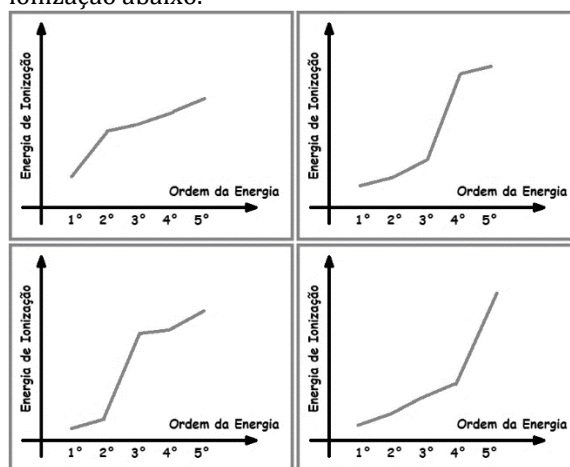 ionização abaixo:
Energia de Ionização
Ordem da Energia
1° 2° 3° 4° 5°
Energia de Ionização
Ordem da Energia
1° 2° 3° 4° 5°
Energia de Ionização
Ordem da Energia
1° 2° 3° 4° 5°
Energia de Ionização
Ordem da Energia
1° 2° 3° 4° 5°